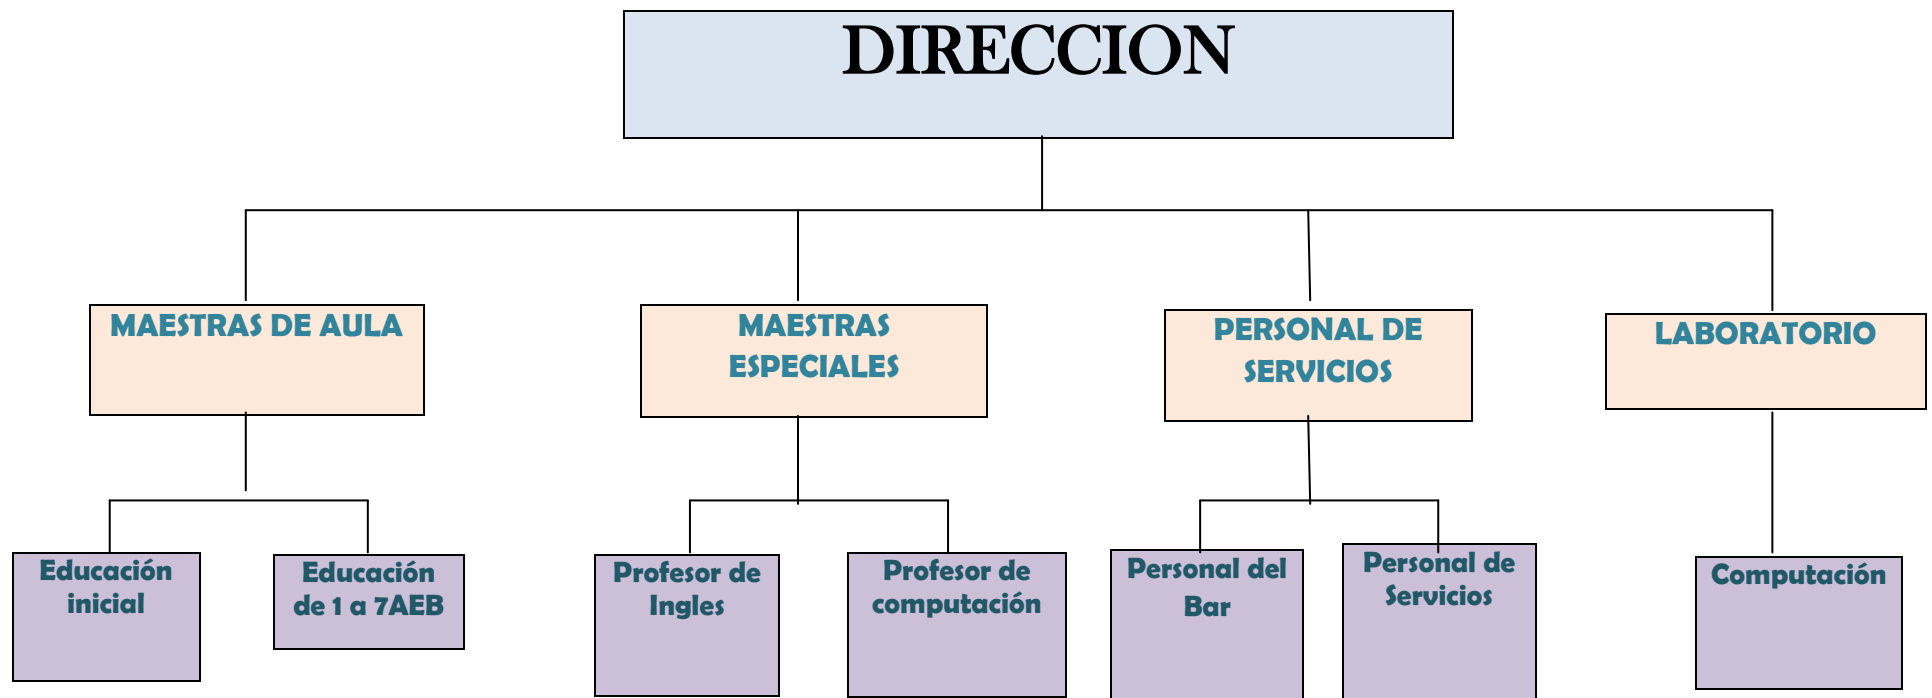 DIRECCION
MAESTRAS DE AULA
MAESTRAS
ESPECIALES
PERSONAL DE
SERVICIOS
LABORATORIO
Educación
inicial
Educación
de 1 a 7AEB
Profesor de
Ingles
Profesor de
computación
Personal del
Bar
Personal de
Servicios
Computación